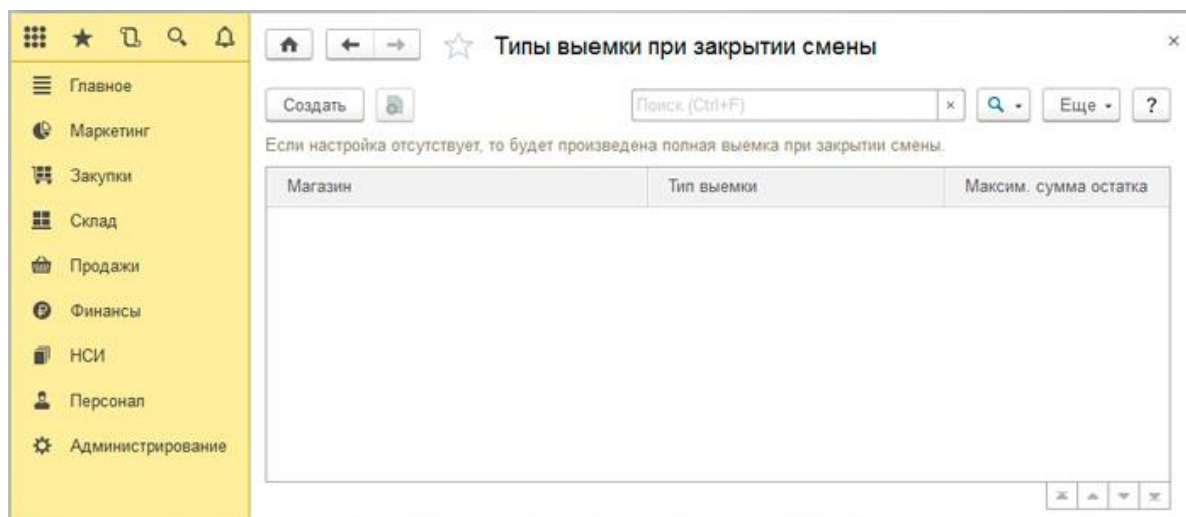 Типы выемки при закрытии смены
Главное
Маркетинг
Закупки
Склад
Продажи
Финансы
НСИ
Персонал
Администрирование
Создать
Поиск (Ctrl+F)
×
Еще
?
Если настройка отсутствует, то будет произведена полная выемка при закрытии смены.
Магазин
Тип выемки
Максим. сумма остатка